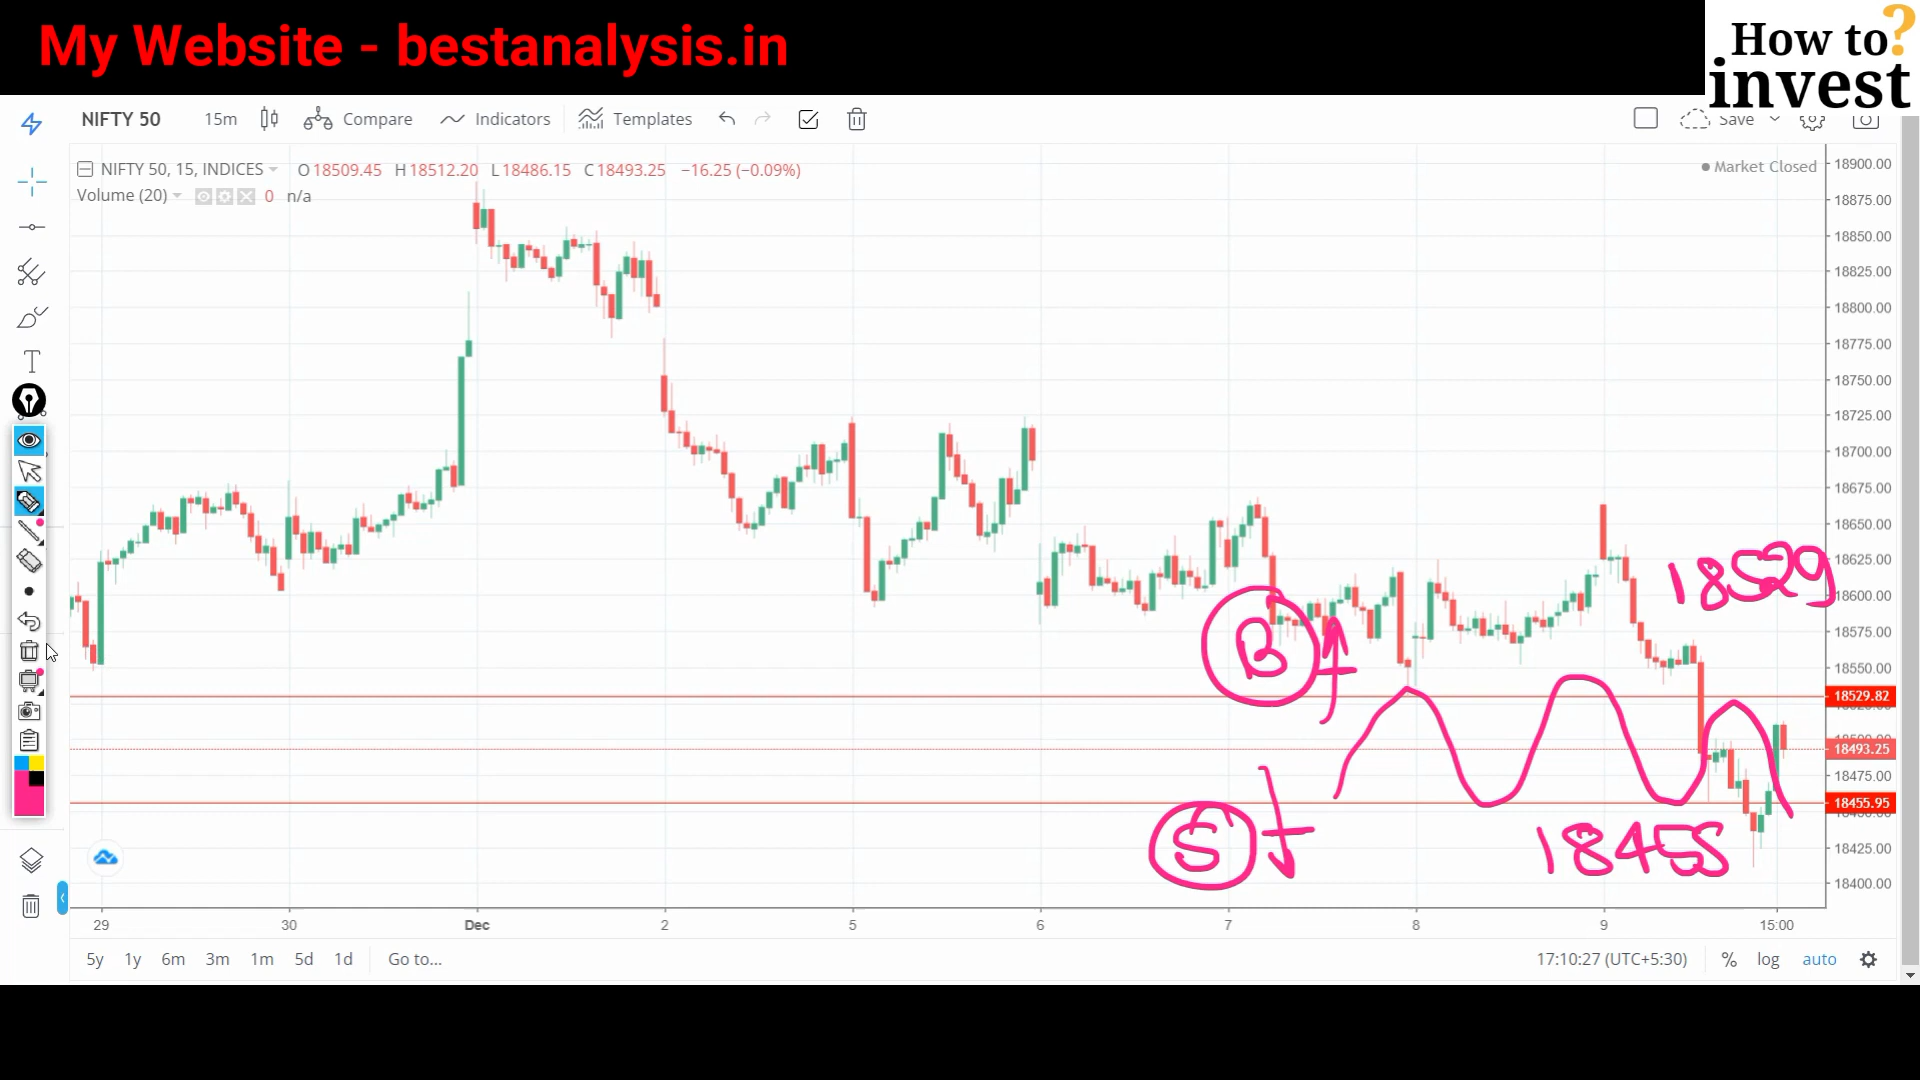 My Website - bestanalysis.in
How to?
invest
NIFTY 50 15m Compare Indicators Templates Save
NIFTY 50, 15, INDICES O18509.45 H18512.20 L18486.15 C18493.25 −16.25 (−0.09%)
Market Closed
Volume (20) 0 n/a
18900.00
18875.00
18850.00
18825.00
18800.00
18775.00
18750.00
18725.00
18700.00
18675.00
18650.00
18625.00
18529
18600.00
18575.00
B
18550.00
18529.82
18493.25
18475.00
18455.95
S
18455
18425.00
18400.00
29 30 Dec 2 5 6 7 8 9 15:00
5y 1y 6m 3m 1m 5d 1d Go to... 17:10:27 (UTC+5:30) % log auto